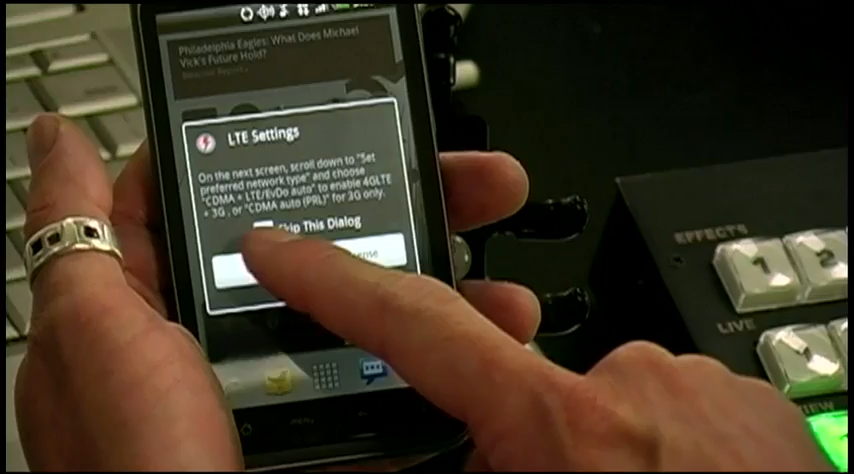 Philadelphia Eagles: What Does Michael
Vick's Future Hold?
Bleacher Report
LTE Settings
On the next screen, scroll down to "Set
preferred network type" and choose
"CDMA + LTE/EvDo auto" to enable 4GLTE
+ 3G , or "CDMA auto (PRL)" for 3G only.
Skip This Dialog
EFFECTS
1 2
LIVE